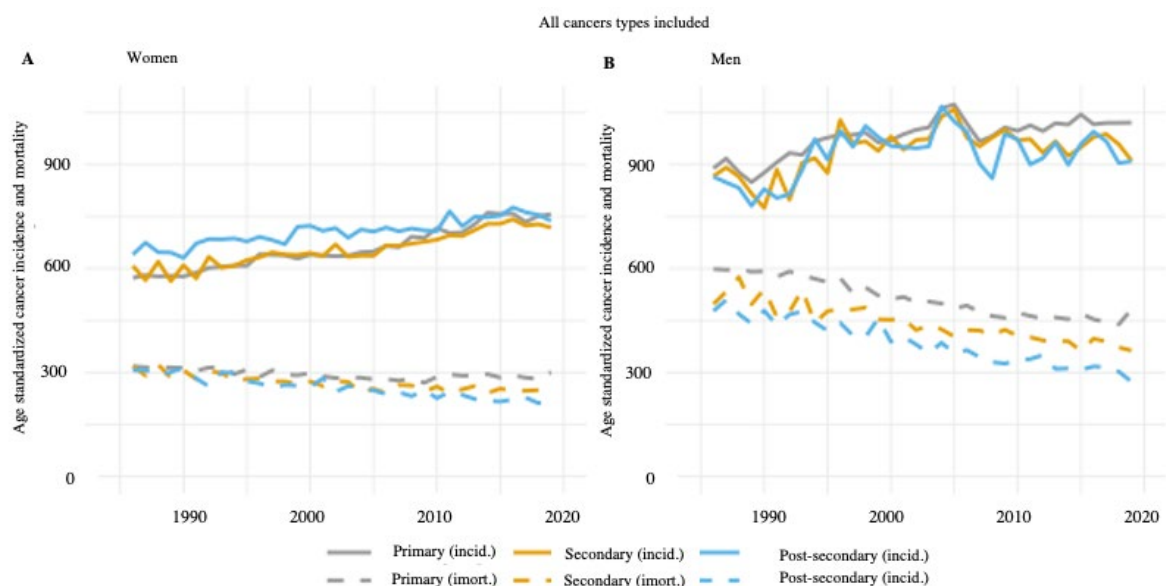 All cancers types included
A
Women
B
Men
Age standardized cancer incidence and mortality
900
600
300
0
1990
2000
2010
2020
Age standardized cancer incidence and mortality
900
600
300
0
1990
2000
2010
2020
Primary (incid.)
Secondary (incid.)
Post-secondary (incid.)
Primary (imort.)
Secondary (imort.)
Post-secondary (incid.)